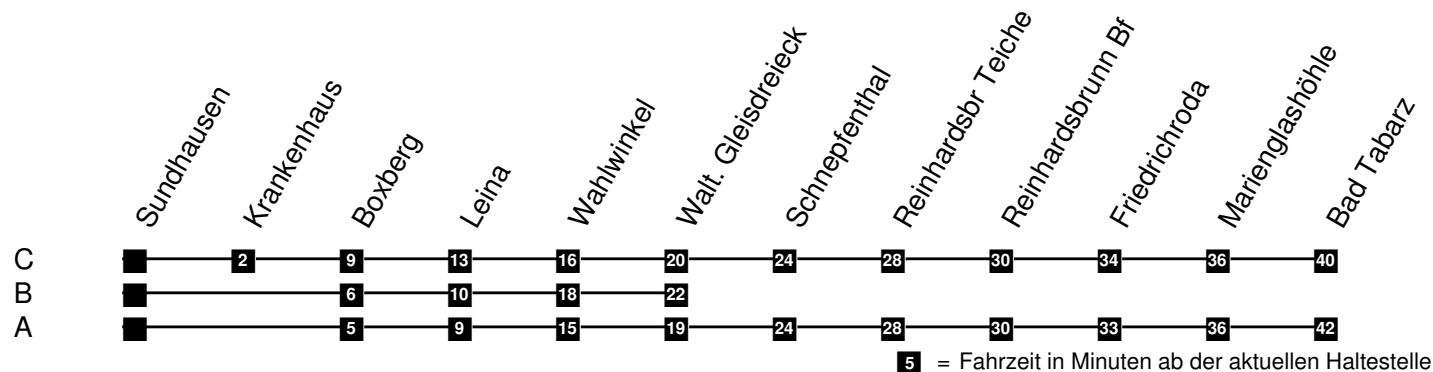 Sundhausen
Krankenhaus
Boxberg
Leina
Wahlwinkel
Walt. Gleisdreieck
Schnepfenthal
Reinhardsbr Teiche
Reinhardsbrunn Bf
Friedrichroda
Marienglashöhle
Bad Tabarz
C 2 9 13 16 20 24 28 30 34 36 40
B 6 10 18 22
A 5 9 15 19 24 28 30 33 36 42
5 = Fahrzeit in Minuten ab der aktuellen Haltestelle